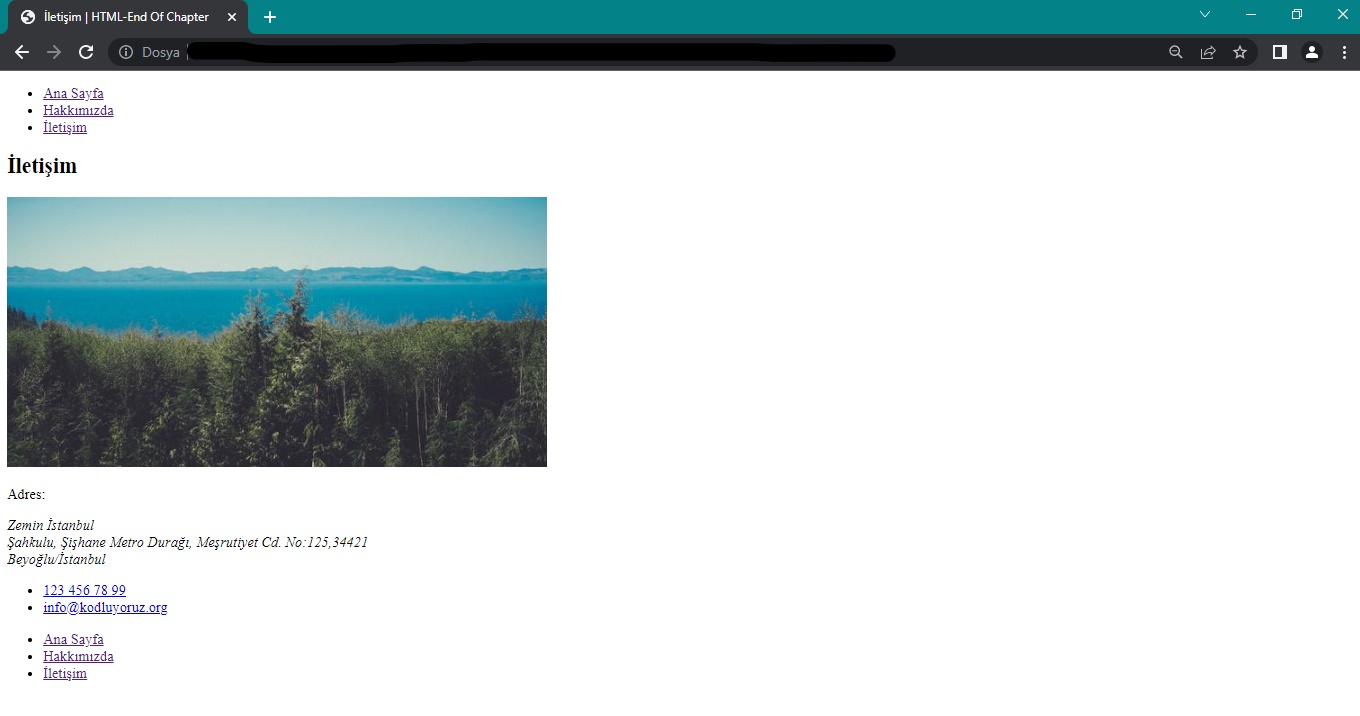 İletişim | HTML-End Of Chapter
Dosya
Ana Sayfa
Hakkımızda
İletişim
İletişim
Adres:
Zemin İstanbul
Şahkulu, Şişhane Metro Durağı, Meşrutiyet Cd. No:125,34421
Beyoğlu/İstanbul
123 456 78 99
info@kodluyoruz.org
Ana Sayfa
Hakkımızda
İletişim